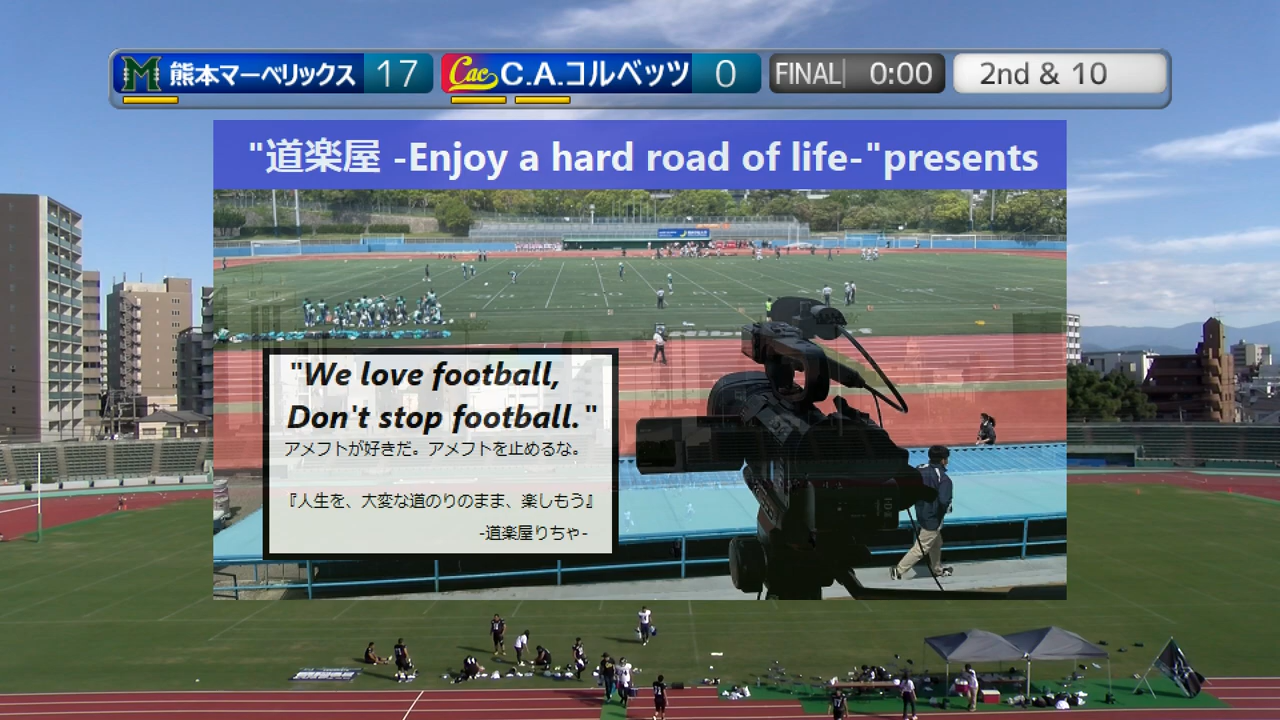 M 熊本マーベリックス 17 Cac C.A.コルベッツ 0 FINAL 0:00 2nd & 10
"道楽屋 -Enjoy a hard road of life-"presents
"We love football,
Don't stop football."
アメフトが好きだ。アメフトを止めるな。
『人生を、大変な道のりのまま、楽しもう』
-道楽屋りちゃ-